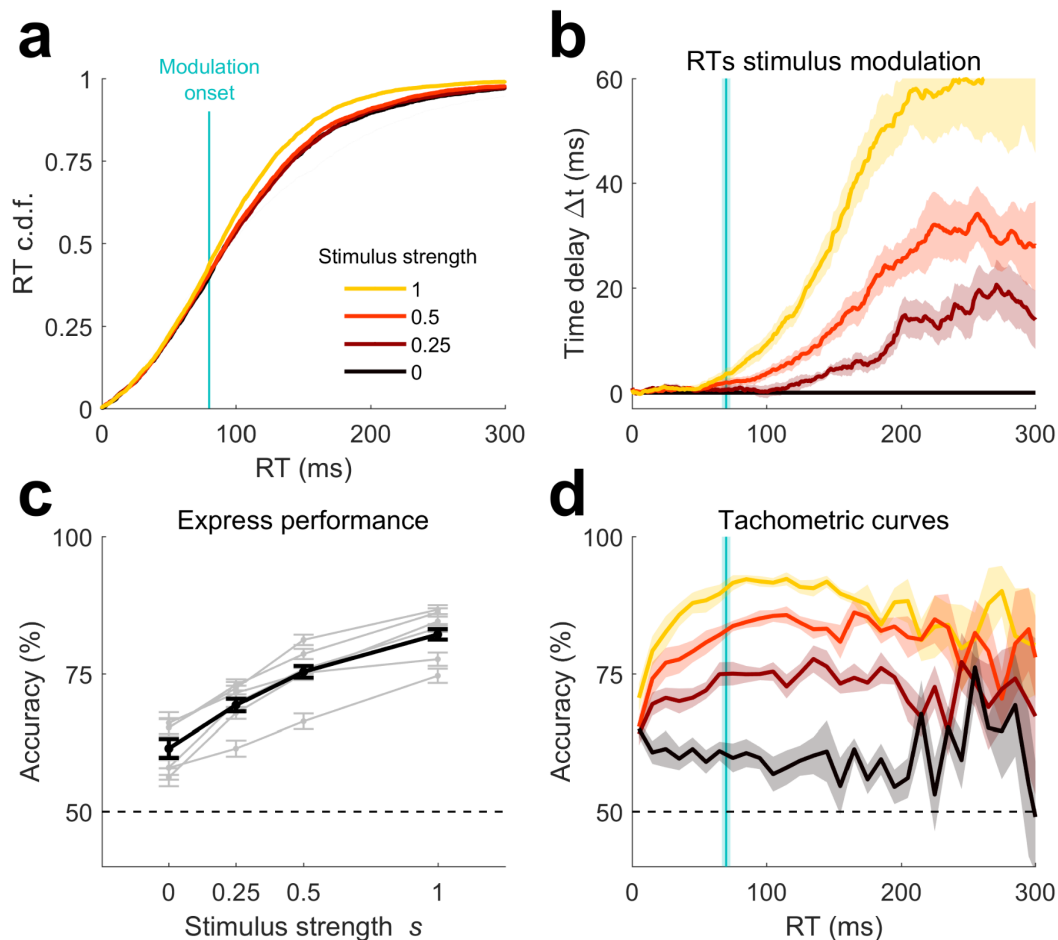 a
Modulation
onset
RT c.d.f.
1
0.75
0.5
0.25
0
Stimulus strength
1
0.5
0.25
0
0 100 200 300
RT (ms)
b
RTs stimulus modulation
Time delay Δt (ms)
60
40
20
0
0 100 200 300
c
Express performance
Accuracy (%)
100
75
50
0 0.25 0.5 1
Stimulus strength s
d
Tachometric curves
Accuracy (%)
100
75
50
0 100 200 300
RT (ms)